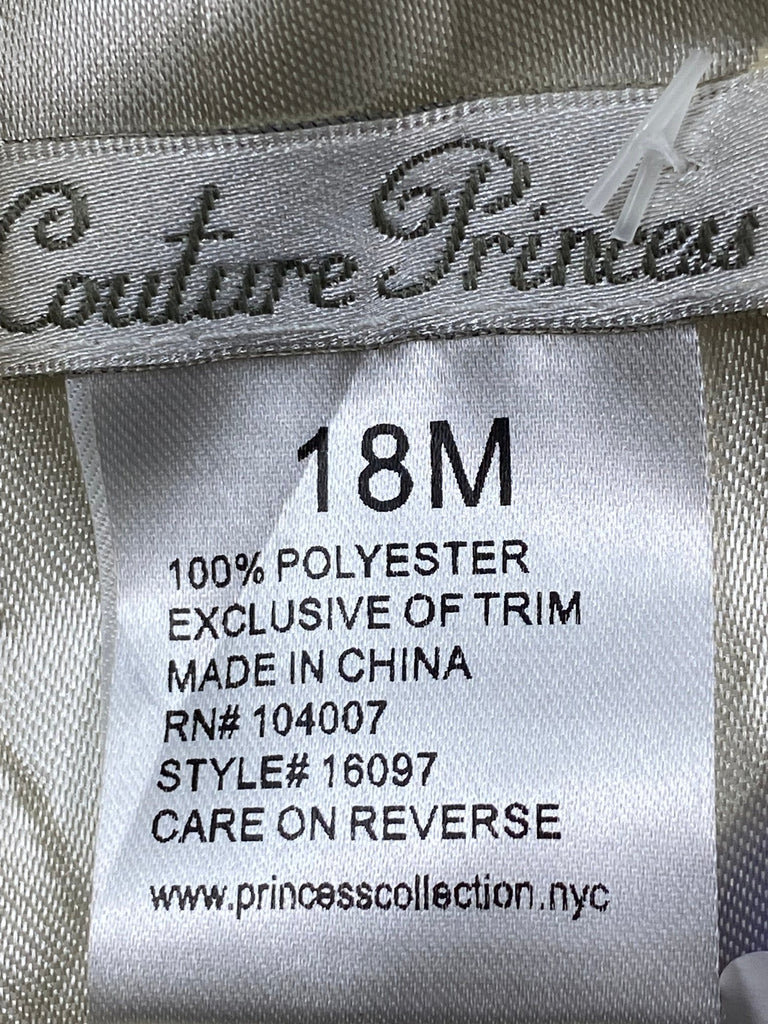 Couture Princess
18M
100% POLYESTER
EXCLUSIVE OF TRIM
MADE IN CHINA
RN# 104007
STYLE# 16097
CARE ON REVERSE
www.princesscollection.nyc